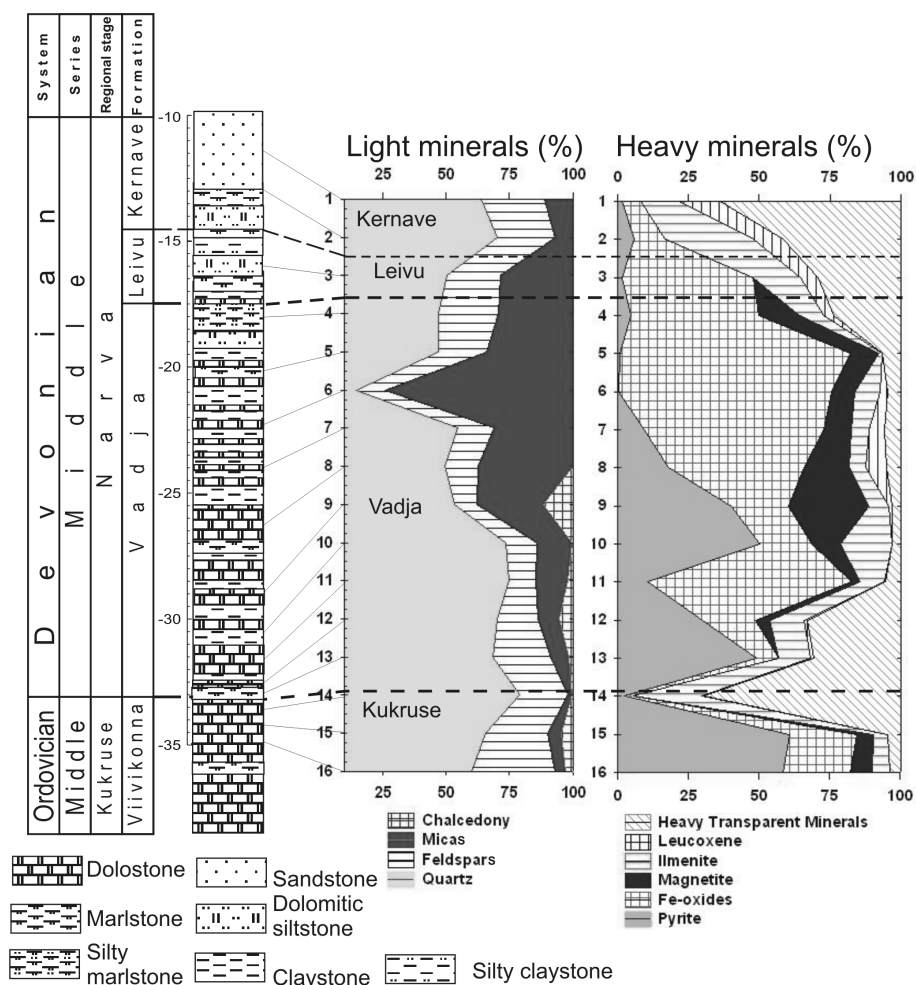 System
Series
Regional stage
Formation
Devonian
Middle
Narva
Kernave
Leivu
Vadja
Ordovician
Middle
Kukruse
Viivikonna
-10
-15
-20
-25
-30
-35
Light minerals (%)
25 50 75 100
1
2
3
4
5
6
7
8
9
10
11
12
13
14
15
16
Kernave
Leivu
Vadja
Kukruse
25 50 75 100
Heavy minerals (%)
0 25 50 75 100
1
2
3
4
5
6
7
8
9
10
11
12
13
14
15
16
0 25 50 75 100
Chalcedony
Micas
Feldspars
Quartz
Heavy Transparent Minerals
Leucoxene
Ilmenite
Magnetite
Fe-oxides
Pyrite
Dolostone
Sandstone
Marlstone
Dolomitic
siltstone
Silty
marlstone
Claystone
Silty claystone